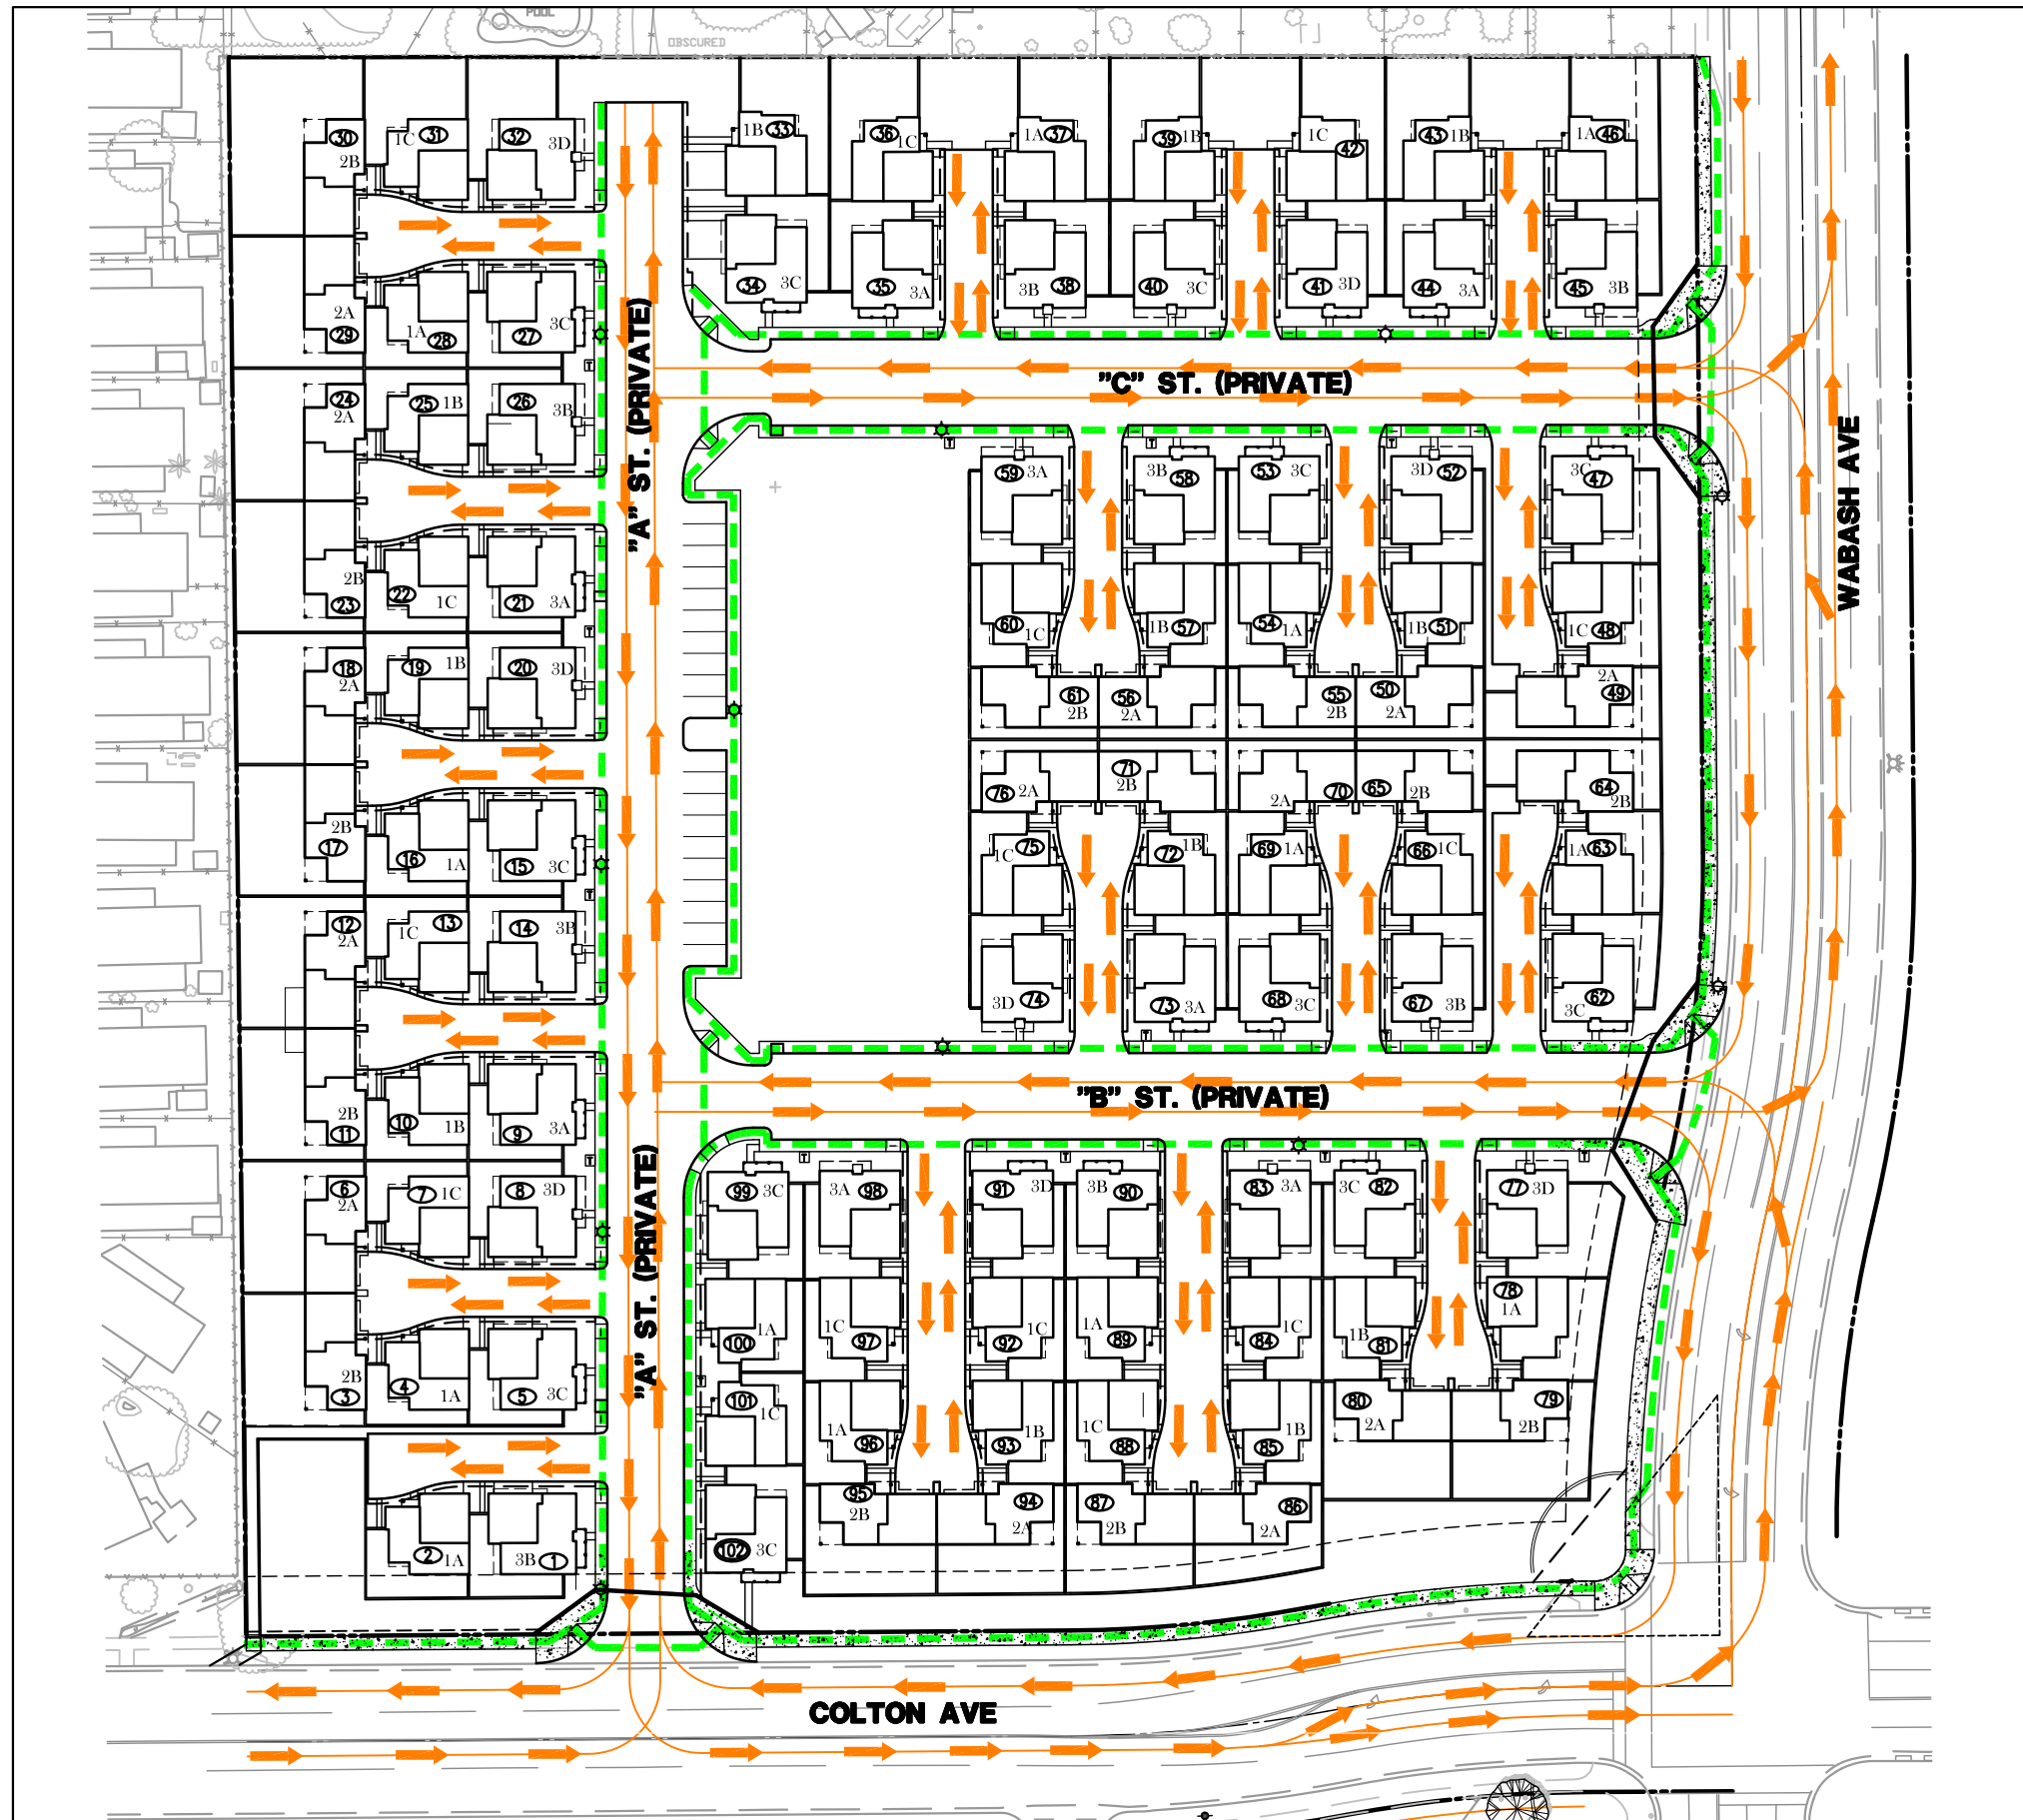 POOL
OBSCURED
30 2B
1C 31
32 3D
1B 33
36 1C
1A 37
39 1B
1C 42
43 1B
1A 46
2A 29
1A 28
3C 27
34 3C
35 3A
3B 38
40 3C
41 3D
44 3A
45 3B
"A" ST. (PRIVATE)
"C" ST. (PRIVATE)
WABASH AVE
24 2A
25 1B
26 3B
59 3A
3B 58
53 3C
3D 52
3C 47
2B 23
22 1C
21 3A
60 1C
1B 57
54 1A
1B 51
1C 48
18 2A
19 1B
20 3D
61 2B
56 2A
55 2B
50 2A
2A 49
2B 17
16 1A
15 3C
76 2A
71 2B
2A 70
65 2B
64 2B
1C 75
72 1B
69 1A
66 1C
1A 63
12 2A
1C 13
14 3B
3D 74
73 3A
68 3C
67 3B
3C 62
2B 11
10 1B
9 3A
"B" ST. (PRIVATE)
"A" ST. (PRIVATE)
6 2A
7 1C
8 3D
99 3C
3A 98
91 3D
3B 90
83 3A
3C 82
77 3D
2B 3
4 1A
5 3C
1A 100
1C 97
1C 92
1A 89
1C 84
1B 81
78 1A
101 1C
1A 96
1B 93
1C 88
1B 85
80 2A
79 2B
2 1A
3B 1
102 3C
95 2B
94 2A
87 2B
86 2A
COLTON AVE